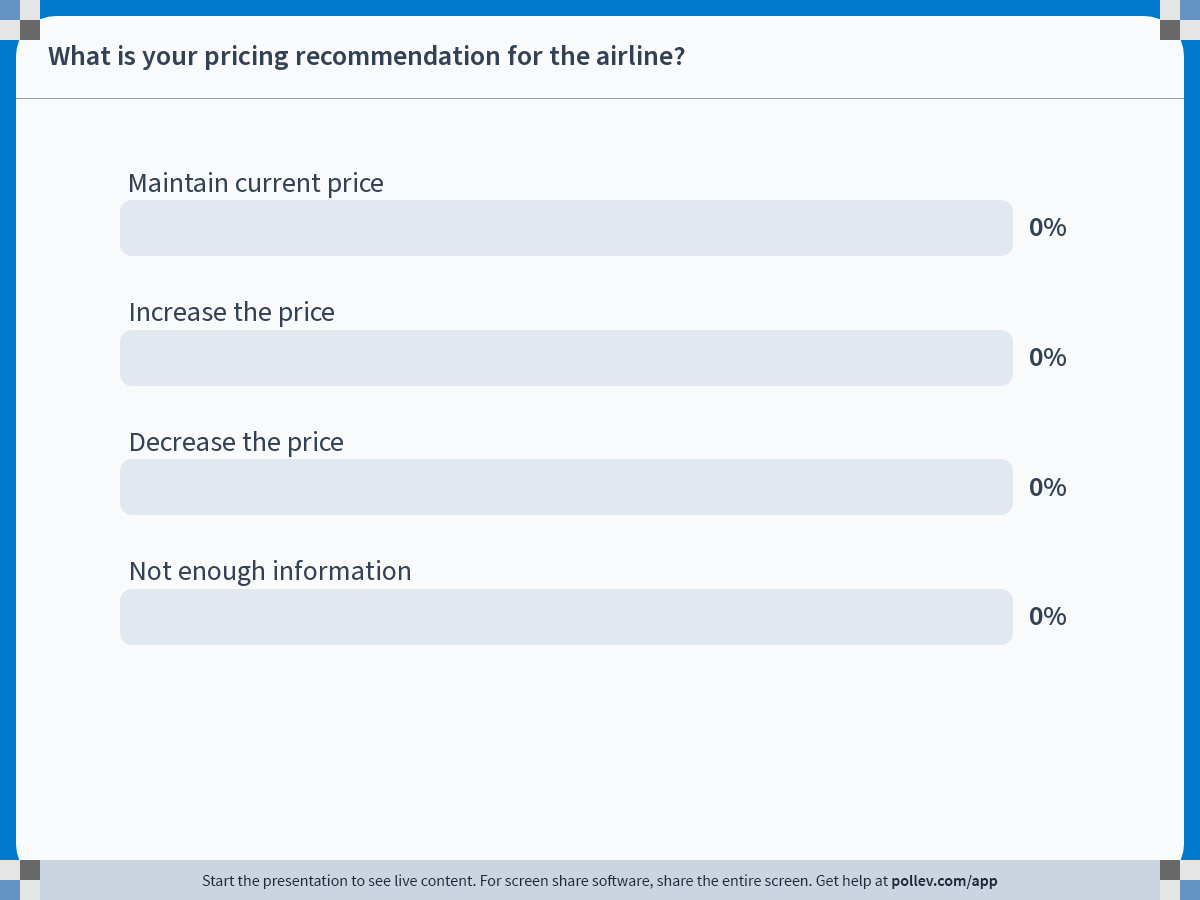 What is your pricing recommendation for the airline?
Maintain current price
0%
Increase the price
0%
Decrease the price
0%
Not enough information
0%
Start the presentation to see live content. For screen share software, share the entire screen. Get help at pollev.com/app